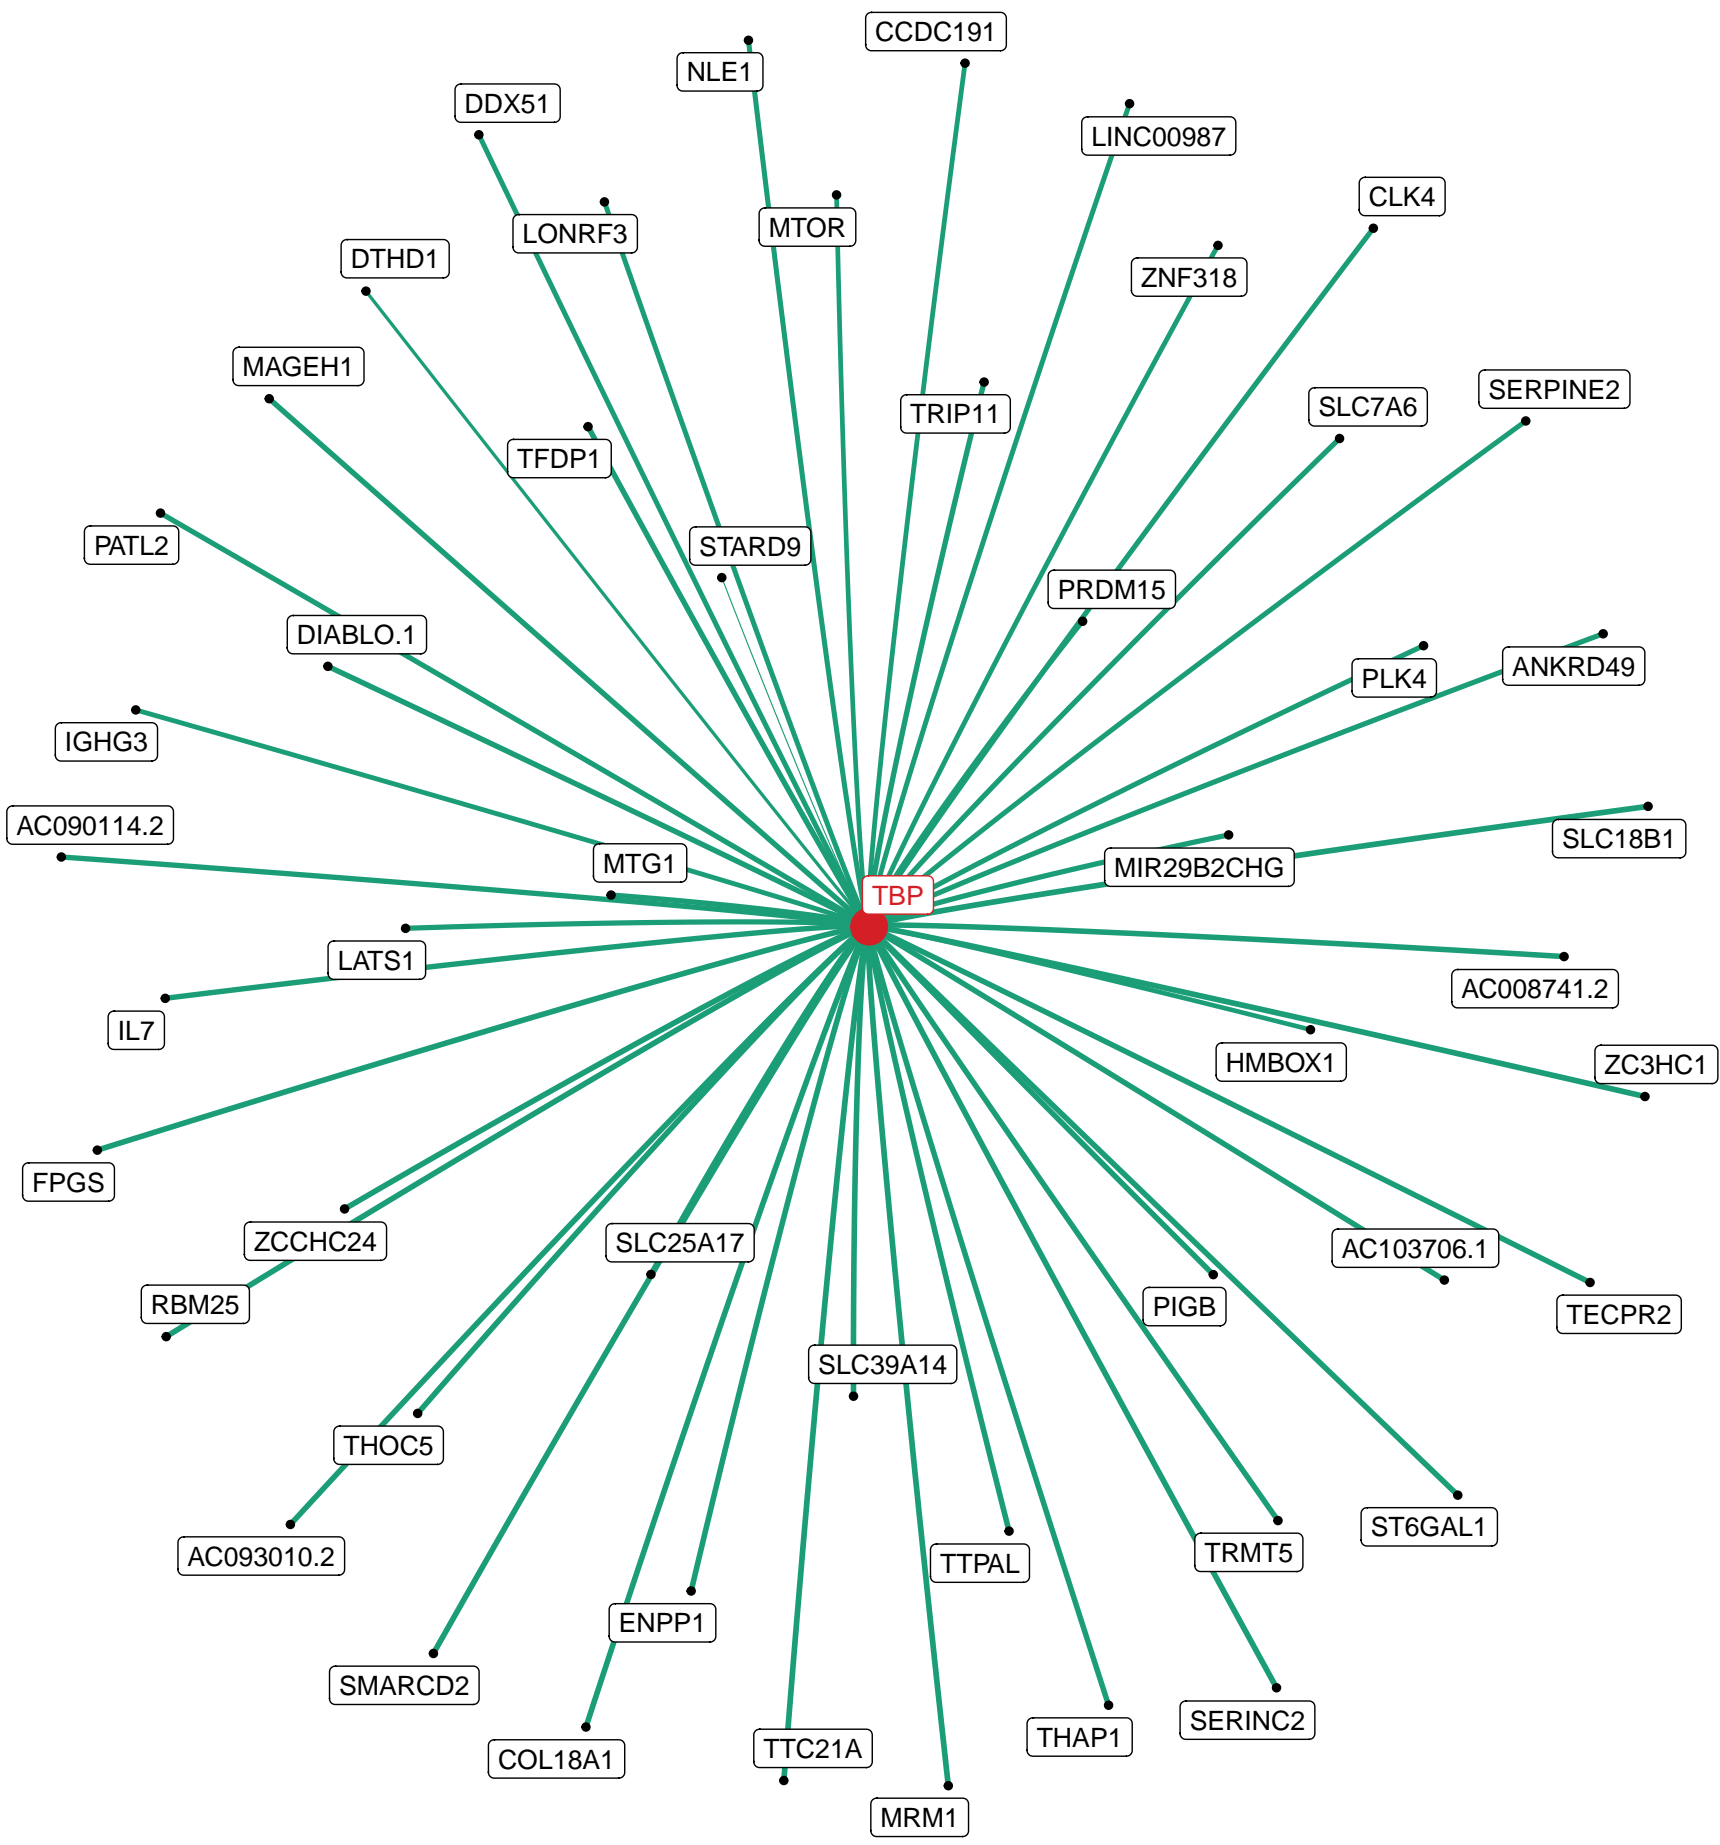 CCDC191
NLE1
DDX51
LINC00987
CLK4
MTOR
LONRF3
DTHD1
ZNF318
MAGEH1
SERPINE2
SLC7A6
TRIP11
TFDP1
PATL2
STARD9
PRDM15
DIABLO.1
ANKRD49
PLK4
IGHG3
AC090114.2
SLC18B1
MTG1
MIR29B2CHG
TBP
LATS1
AC008741.2
IL7
HMBOX1
ZC3HC1
FPGS
ZCCHC24
SLC25A17
AC103706.1
RBM25
PIGB
TECPR2
SLC39A14
THOC5
ST6GAL1
AC093010.2
TRMT5
TTPAL
ENPP1
SMARCD2
SERINC2
THAP1
TTC21A
COL18A1
MRM1